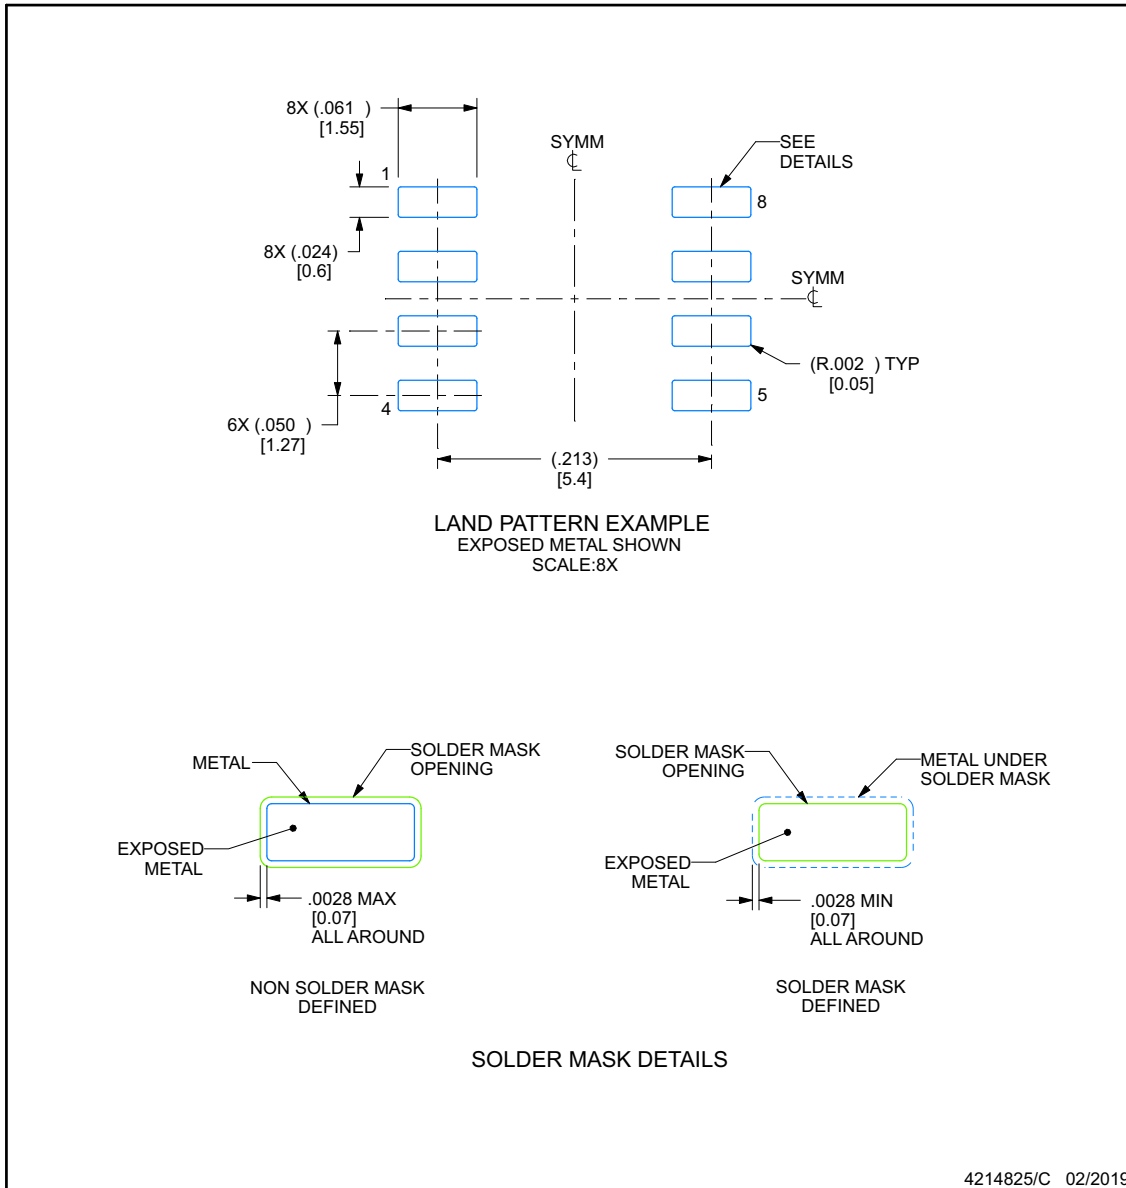 8X (.061 )
[1.55]
SYMM
℄
SEE
DETAILS
1
8
8X (.024)
[0.6]
SYMM
℄
(R.002 ) TYP
[0.05]
4
5
6X (.050 )
[1.27]
(.213)
[5.4]
LAND PATTERN EXAMPLE
EXPOSED METAL SHOWN
SCALE:8X
METAL
SOLDER MASK
OPENING
EXPOSED
METAL
.0028 MAX
[0.07]
ALL AROUND
NON SOLDER MASK
DEFINED
SOLDER MASK
OPENING
METAL UNDER
SOLDER MASK
EXPOSED
METAL
.0028 MIN
[0.07]
ALL AROUND
SOLDER MASK
DEFINED
SOLDER MASK DETAILS
4214825/C 02/2019